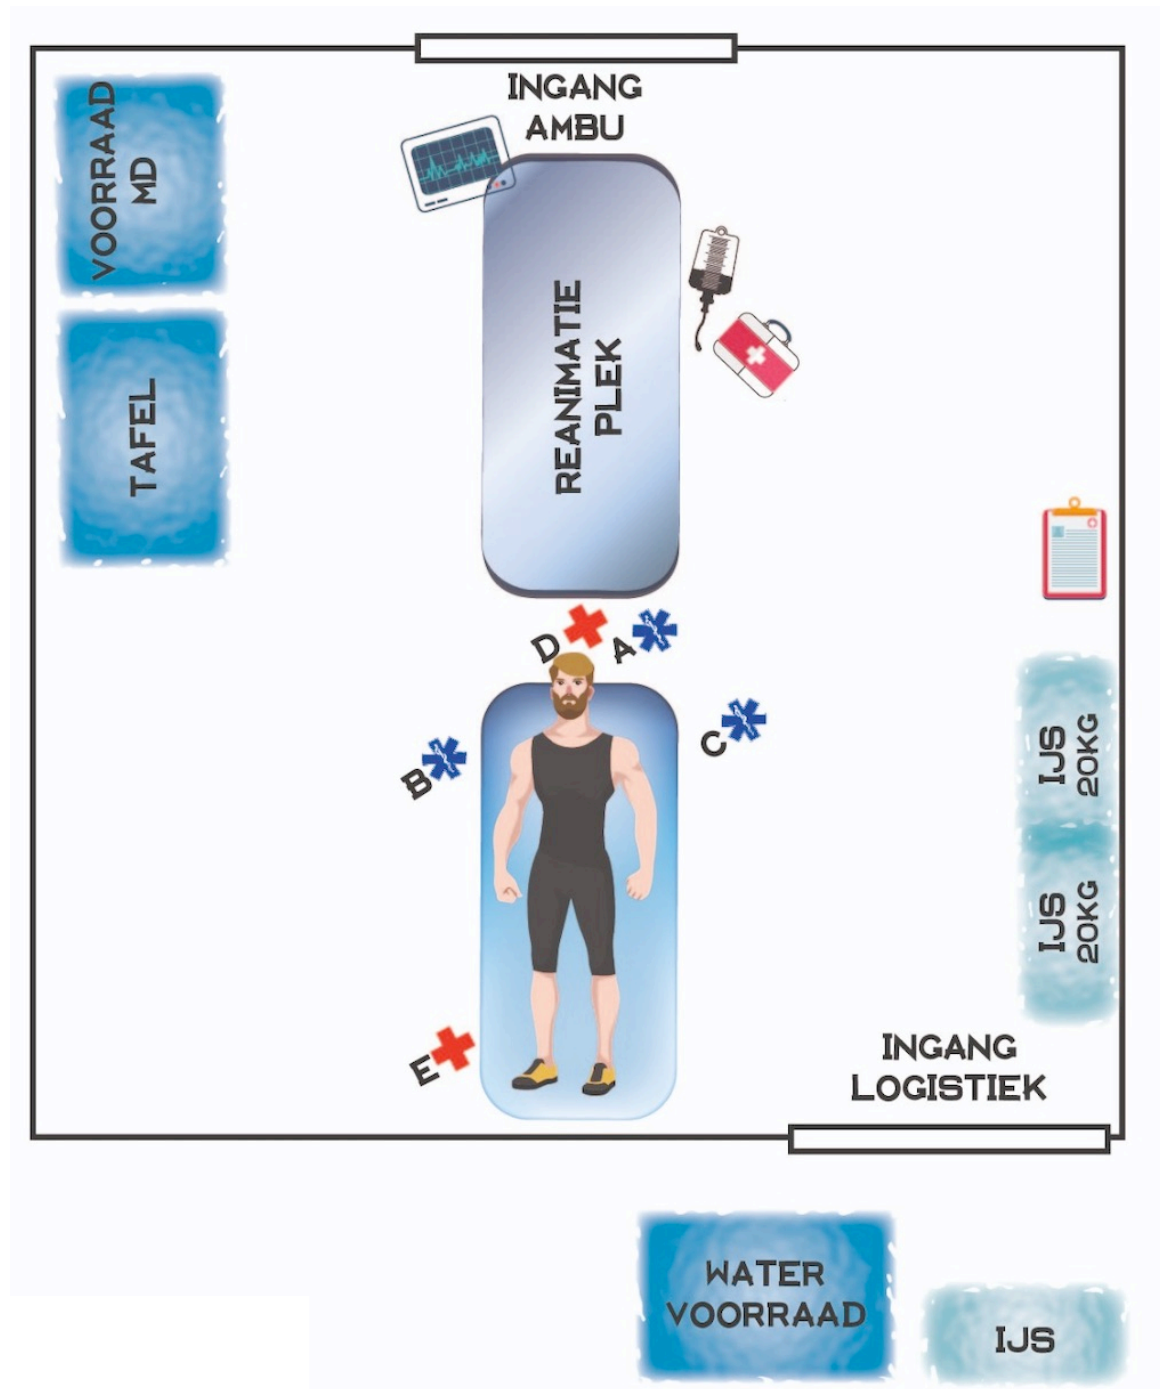 INGANG
AMBU
VOORRAAD
MD
TAFEL
REANIMATIE
PLEK
D
A
B
C
E
IJS
20KG
IJS
20KG
INGANG
LOGISTIEK
WATER
VOORRAAD
IJS